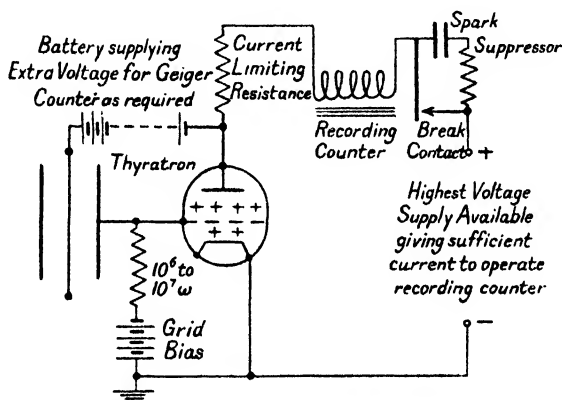 Battery supplying
Extra Voltage for Geiger
Counter as required
Current
Limiting
Resistance
Spark
Suppressor
Recording
Counter
Break
Contact
+
Thyratron
+ + + +
+ +
10⁶ to
10⁷ ω
Grid
Bias
Highest Voltage
Supply Available
giving sufficient
current to operate
recording counter
−